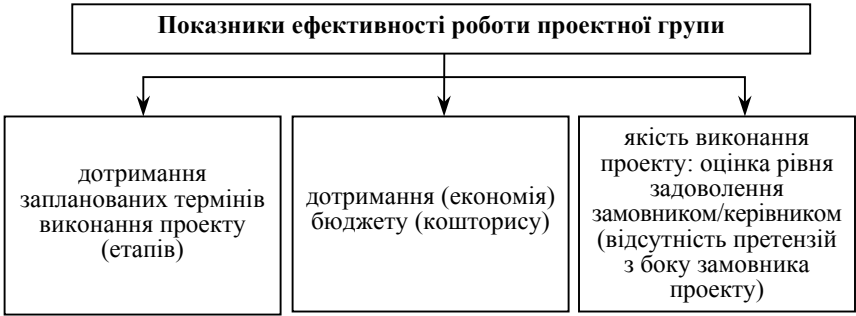 Показники ефективності роботи проектної групи
дотримання
запланованих термінів
виконання проекту
(етапів)
дотримання (економія)
бюджету (кошторису)
якість виконання
проекту: оцінка рівня
задоволення
замовником/керівником
(відсутність претензій
з боку замовника
проекту)